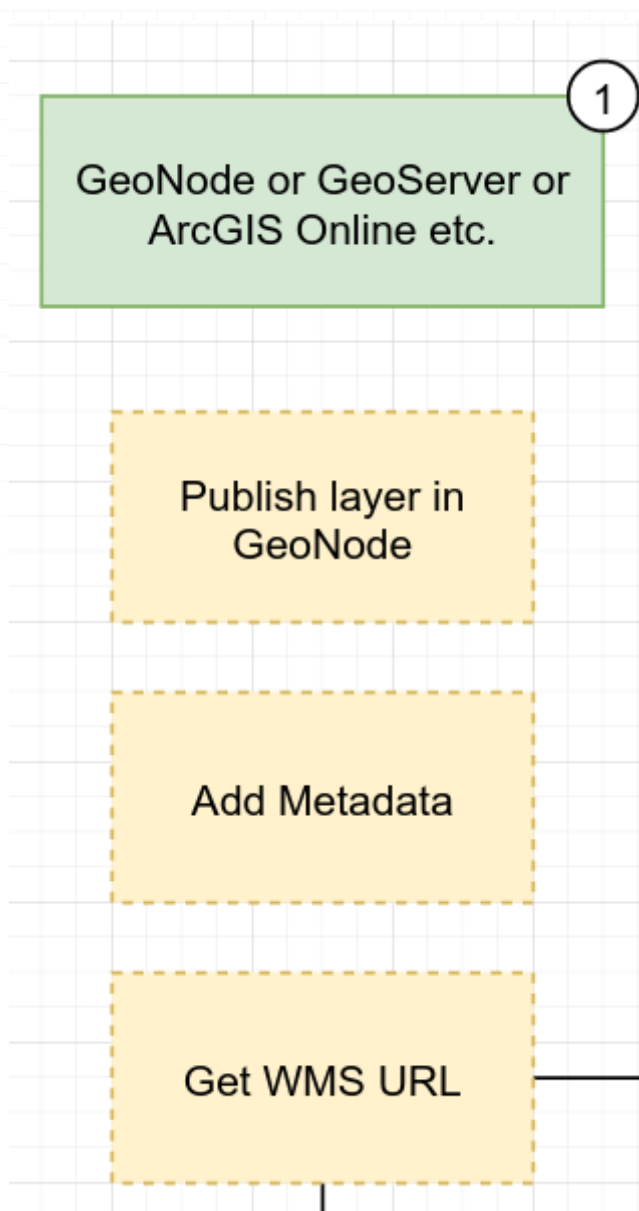 1
GeoNode or GeoServer or
ArcGIS Online etc.
Publish layer in
GeoNode
Add Metadata
Get WMS URL